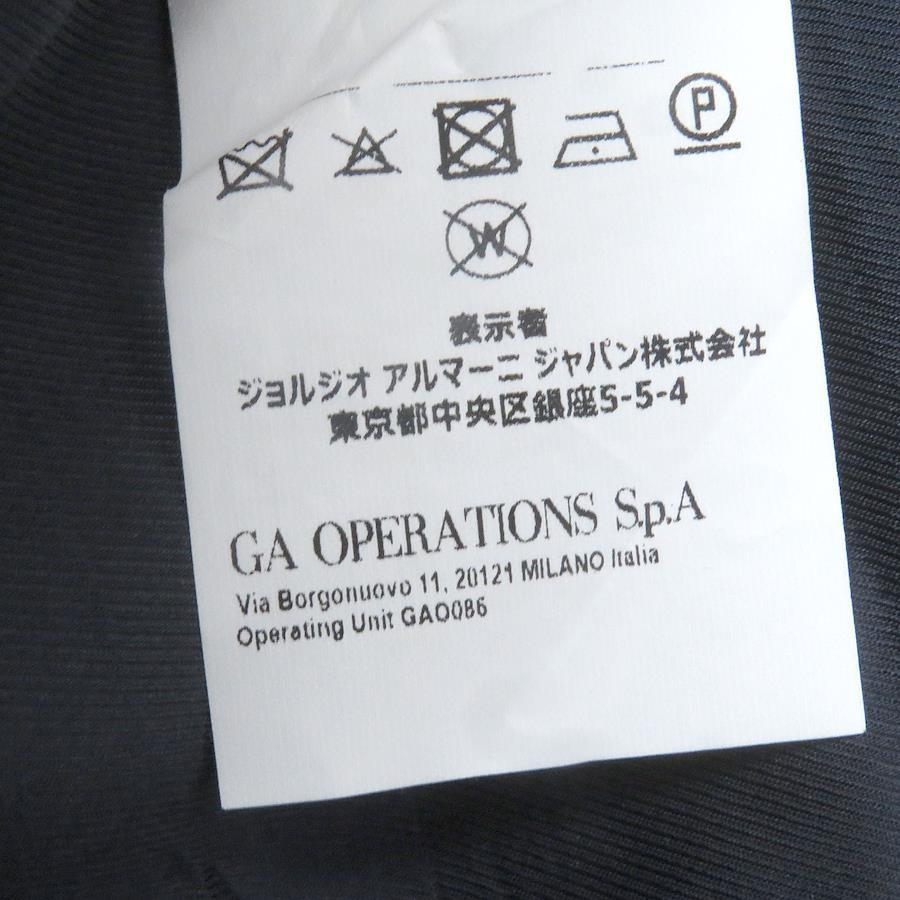 P
W
表示者
ジョルジオ アルマーニ ジャパン株式会社
東京都中央区銀座5-5-4
GA OPERATIONS S.p.A
Via Borgonuovo 11, 20121 MILANO Italia
Operating Unit GAO086